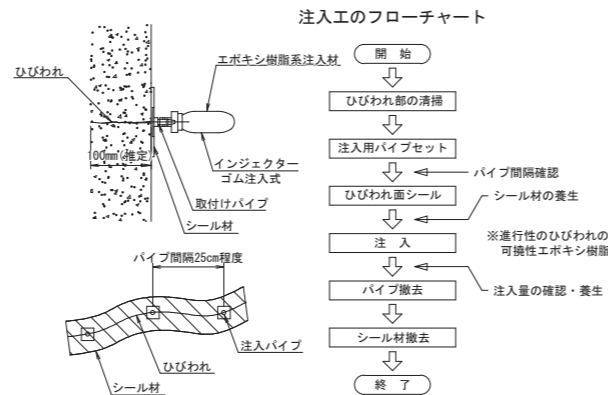 注入工のフローチャート
エポキシ樹脂系注入材
ひびわれ
100mm(推定)
インジェクター
ゴム注入式
取付けパイプ
シール材
パイプ間隔25cm程度
注入パイプ
ひびわれ
シール材
開　始
ひびわれ部の清掃
注入用パイプセット
パイプ間隔確認
ひびわれ面シール
シール材の養生
注　入
※進行性のひびわれの
可撓性エポキシ樹脂
注入量の確認・養生
パイプ撤去
シール材撤去
終　了